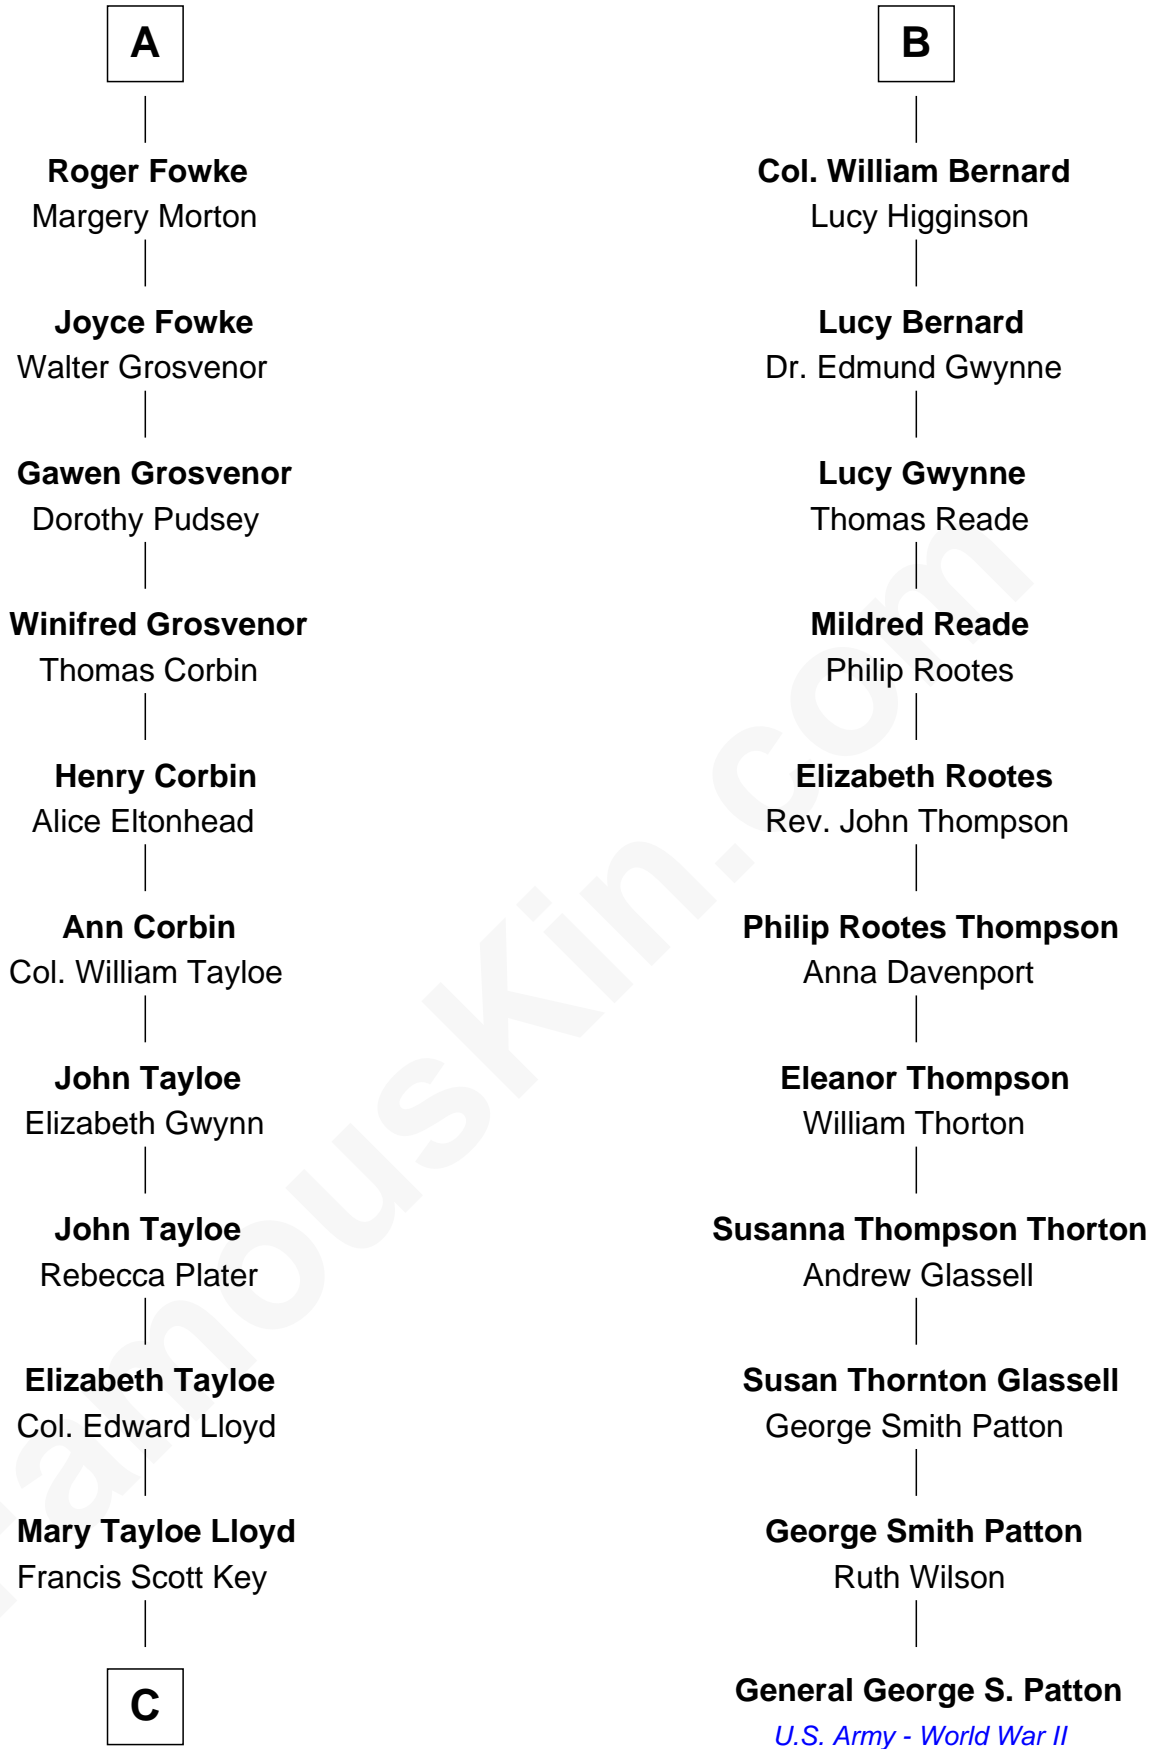 A
Roger Fowke
Margery Morton
Joyce Fowke
Walter Grosvenor
Gawen Grosvenor
Dorothy Pudsey
Winifred Grosvenor
Thomas Corbin
Henry Corbin
Alice Eltonhead
Ann Corbin
Col. William Tayloe
John Tayloe
Elizabeth Gwynn
John Tayloe
Rebecca Plater
Elizabeth Tayloe
Col. Edward Lloyd
Mary Tayloe Lloyd
Francis Scott Key
C
B
Col. William Bernard
Lucy Higginson
Lucy Bernard
Dr. Edmund Gwynne
Lucy Gwynne
Thomas Reade
Mildred Reade
Philip Rootes
Elizabeth Rootes
Rev. John Thompson
Philip Rootes Thompson
Anna Davenport
Eleanor Thompson
William Thorton
Susanna Thompson Thorton
Andrew Glassell
Susan Thornton Glassell
George Smith Patton
George Smith Patton
Ruth Wilson
General George S. Patton
U.S. Army - World War II
FamousKin.com